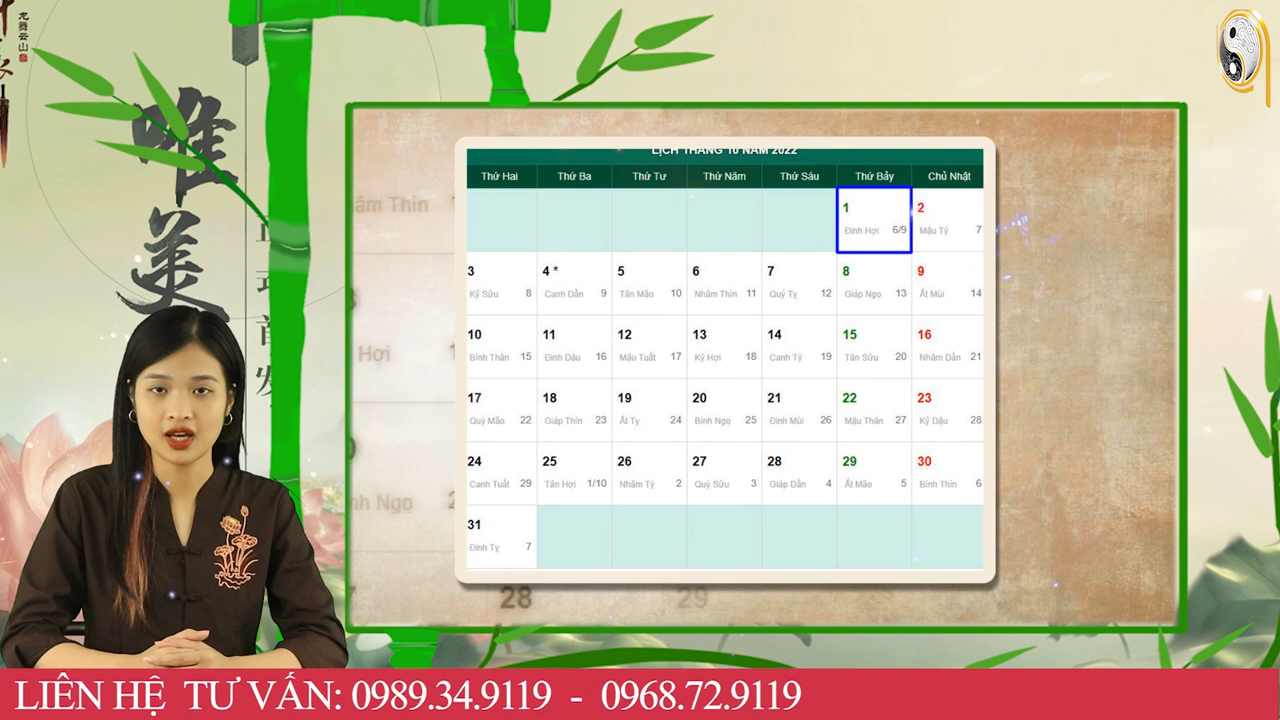 龙舞云山
唯美
LỊCH THÁNG 10 NĂM 2022
Thứ Hai Thứ Ba Thứ Tư Thứ Năm Thứ Sáu Thứ Bảy Chủ Nhật
1 2
Đinh Hợi 6/9 Mậu Tý 7
3 4 * 5 6 7 8 9
Kỷ Sửu 8 Canh Dần 9 Tân Mão 10 Nhâm Thìn 11 Quý Tỵ 12 Giáp Ngọ 13 Ất Mùi 14
10 11 12 13 14 15 16
Bính Thân 15 Đinh Dậu 16 Mậu Tuất 17 Kỷ Hợi 18 Canh Tý 19 Tân Sửu 20 Nhâm Dần 21
17 18 19 20 21 22 23
Quý Mão 22 Giáp Thìn 23 Ất Tỵ 24 Bính Ngọ 25 Đinh Mùi 26 Mậu Thân 27 Kỷ Dậu 28
24 25 26 27 28 29 30
Canh Tuất 29 Tân Hợi 1/10 Nhâm Tý 2 Quý Sửu 3 Giáp Dần 4 Ất Mão 5 Bính Thìn 6
31
Đinh Tỵ 7
28 29
LIÊN HỆ TƯ VẤN: 0989.34.9119 - 0968.72.9119